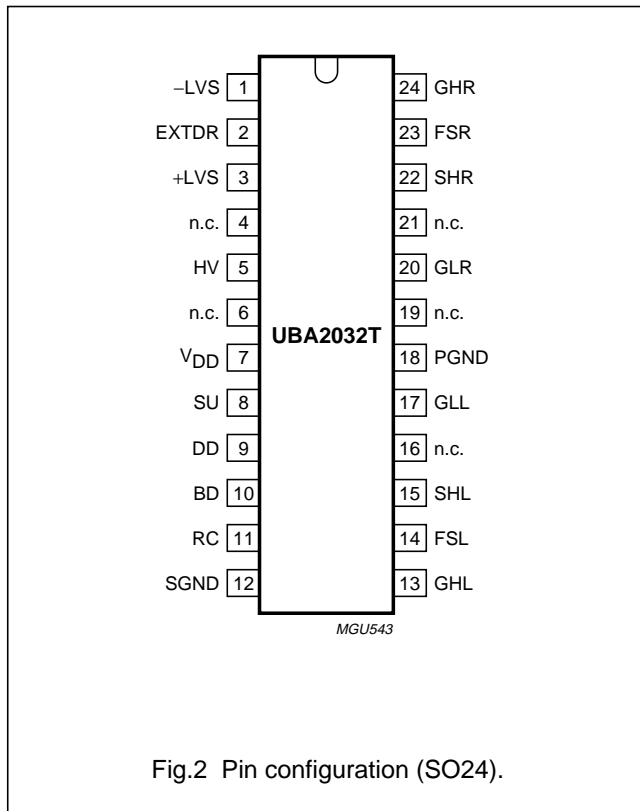 −LVS 1 24 GHR
EXTDR 2 23 FSR
+LVS 3 22 SHR
n.c. 4 21 n.c.
HV 5 20 GLR
n.c. 6 19 n.c.
UBA2032T
VDD 7 18 PGND
SU 8 17 GLL
DD 9 16 n.c.
BD 10 15 SHL
RC 11 14 FSL
SGND 12 13 GHL
MGU543
Fig.2 Pin configuration (SO24).